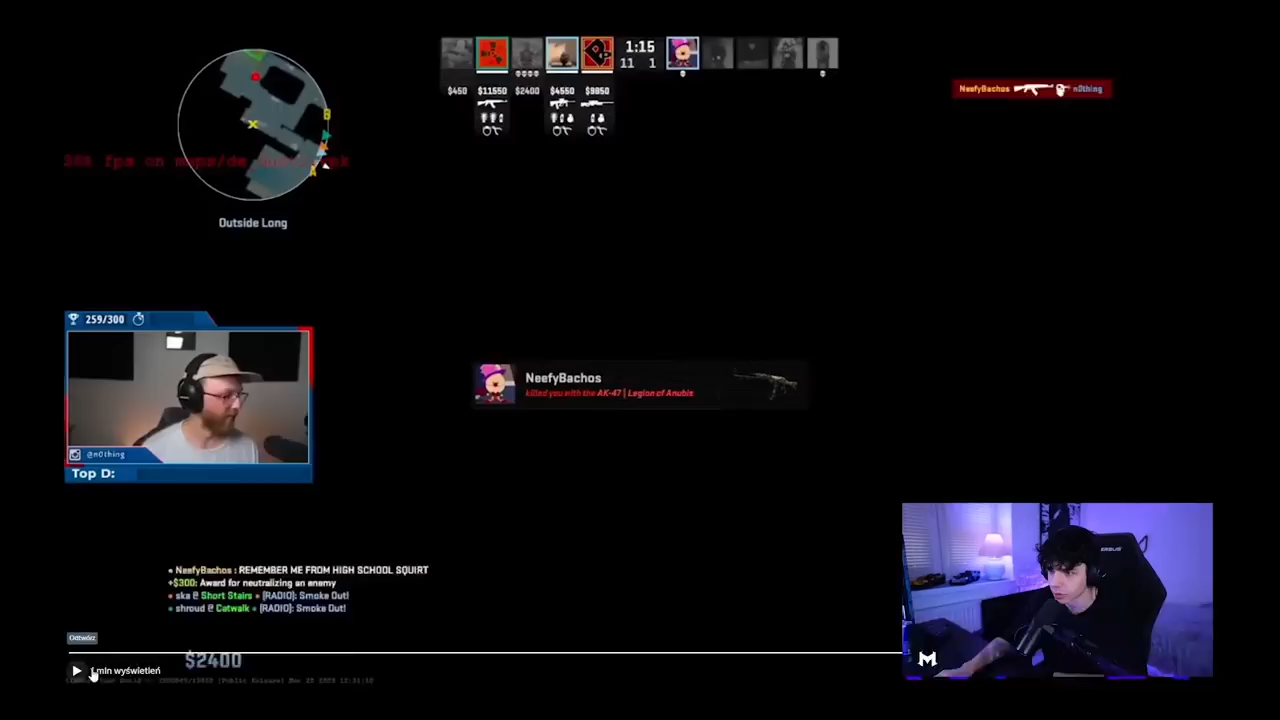 1:15
11 1
$450 $11550 $2400 $4550 $9850
NeefyBachos n0thing
B
A
Outside Long
259/300
@n0thing
Top D:
NeefyBachos
killed you with the AK-47 | Legion of Anubis
NeefyBachos : REMEMBER ME FROM HIGH SCHOOL SQUIRT
+$300: Award for neutralizing an enemy
ska @ Short Stairs (RADIO): Smoke Out!
shroud @ Catwalk (RADIO): Smoke Out!
Odtwórz
$2400
mln wyświetleń
M